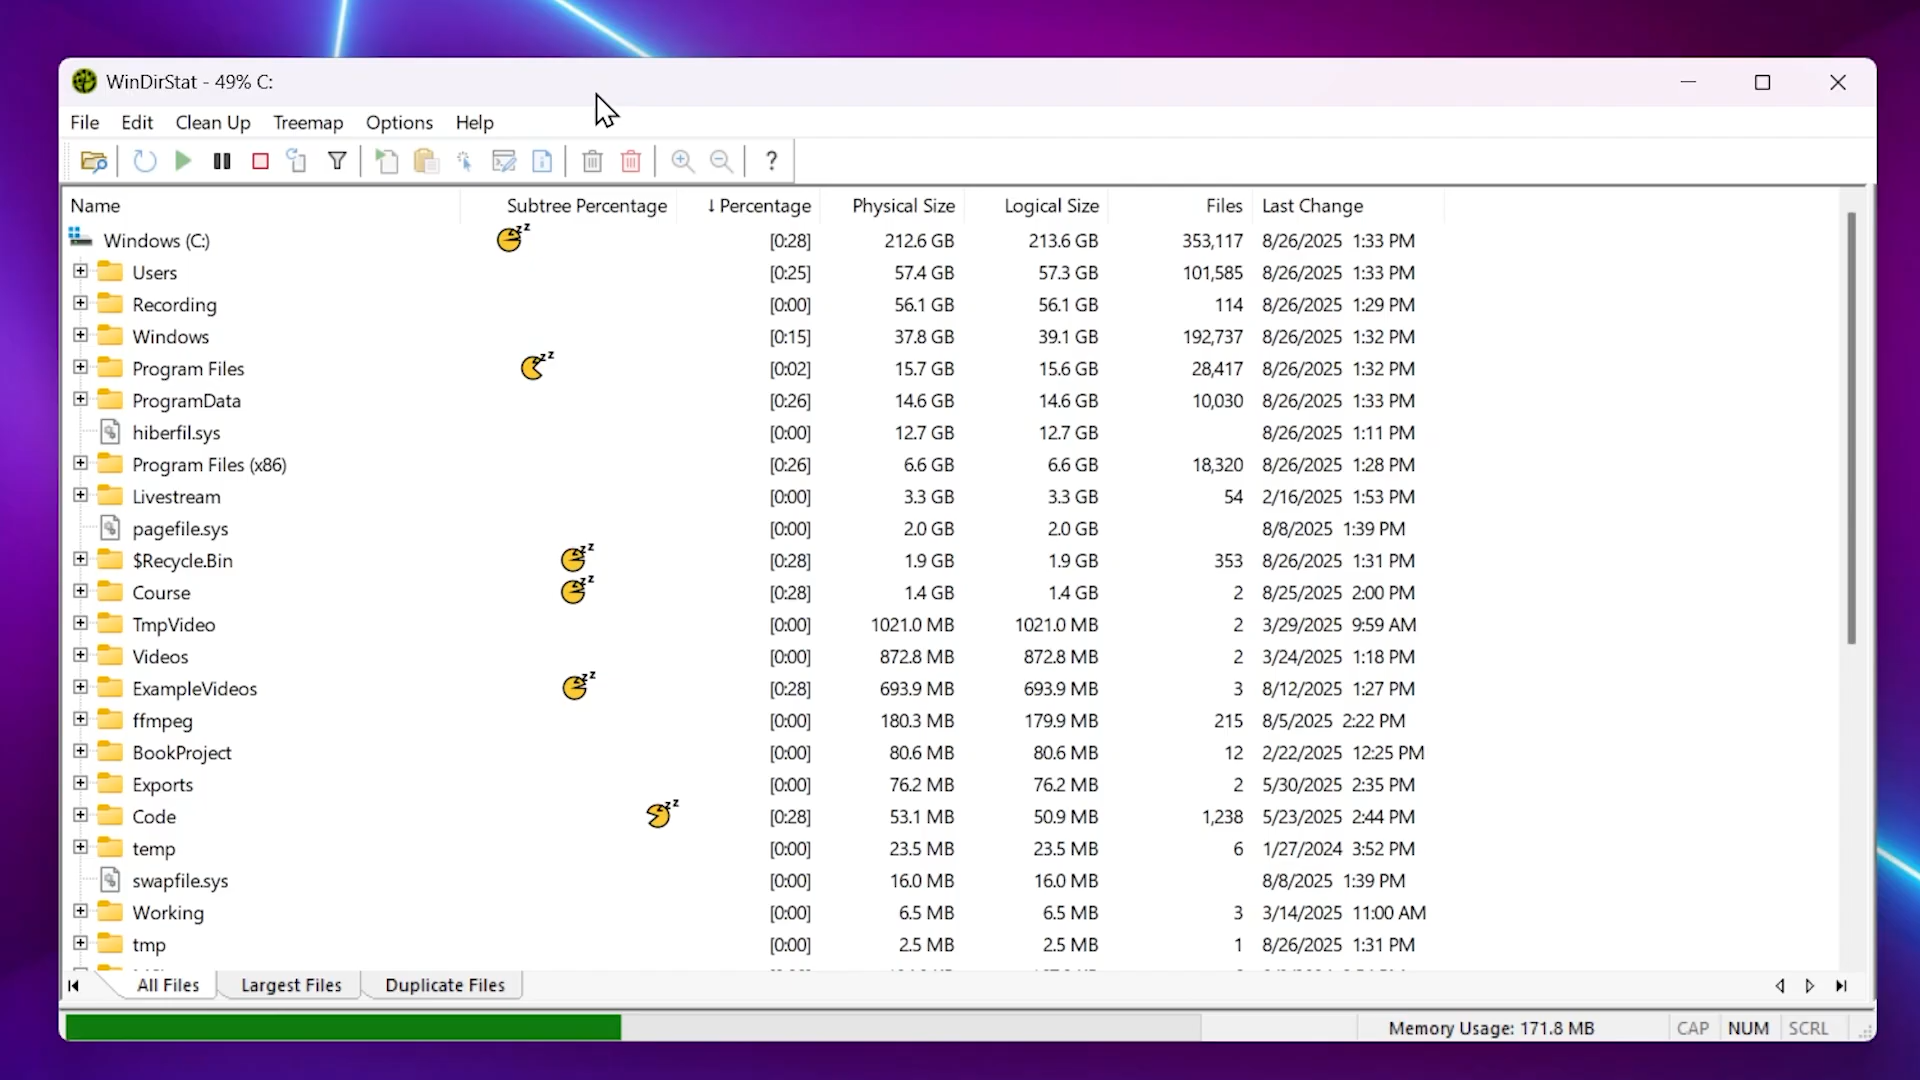 WinDirStat - 49% C:
File Edit Clean Up Treemap Options Help
?
Name Subtree Percentage ↓ Percentage Physical Size Logical Size Files Last Change
Windows (C:) zz [0:28] 212.6 GB 213.6 GB 353,117 8/26/2025 1:33 PM
Users [0:25] 57.4 GB 57.3 GB 101,585 8/26/2025 1:33 PM
Recording [0:00] 56.1 GB 56.1 GB 114 8/26/2025 1:29 PM
Windows [0:15] 37.8 GB 39.1 GB 192,737 8/26/2025 1:32 PM
Program Files zz [0:02] 15.7 GB 15.6 GB 28,417 8/26/2025 1:32 PM
ProgramData [0:26] 14.6 GB 14.6 GB 10,030 8/26/2025 1:33 PM
hiberfil.sys [0:00] 12.7 GB 12.7 GB 8/26/2025 1:11 PM
Program Files (x86) [0:26] 6.6 GB 6.6 GB 18,320 8/26/2025 1:28 PM
Livestream [0:00] 3.3 GB 3.3 GB 54 2/16/2025 1:53 PM
pagefile.sys [0:00] 2.0 GB 2.0 GB 8/8/2025 1:39 PM
$Recycle.Bin zz [0:28] 1.9 GB 1.9 GB 353 8/26/2025 1:31 PM
Course zz [0:28] 1.4 GB 1.4 GB 2 8/25/2025 2:00 PM
TmpVideo [0:00] 1021.0 MB 1021.0 MB 2 3/29/2025 9:59 AM
Videos [0:00] 872.8 MB 872.8 MB 2 3/24/2025 1:18 PM
ExampleVideos zz [0:28] 693.9 MB 693.9 MB 3 8/12/2025 1:27 PM
ffmpeg [0:00] 180.3 MB 179.9 MB 215 8/5/2025 2:22 PM
BookProject [0:00] 80.6 MB 80.6 MB 12 2/22/2025 12:25 PM
Exports [0:00] 76.2 MB 76.2 MB 2 5/30/2025 2:35 PM
Code zz [0:28] 53.1 MB 50.9 MB 1,238 5/23/2025 2:44 PM
temp [0:00] 23.5 MB 23.5 MB 6 1/27/2024 3:52 PM
swapfile.sys [0:00] 16.0 MB 16.0 MB 8/8/2025 1:39 PM
Working [0:00] 6.5 MB 6.5 MB 3 3/14/2025 11:00 AM
tmp [0:00] 2.5 MB 2.5 MB 1 8/26/2025 1:31 PM
All Files Largest Files Duplicate Files
Memory Usage: 171.8 MB CAP NUM SCRL